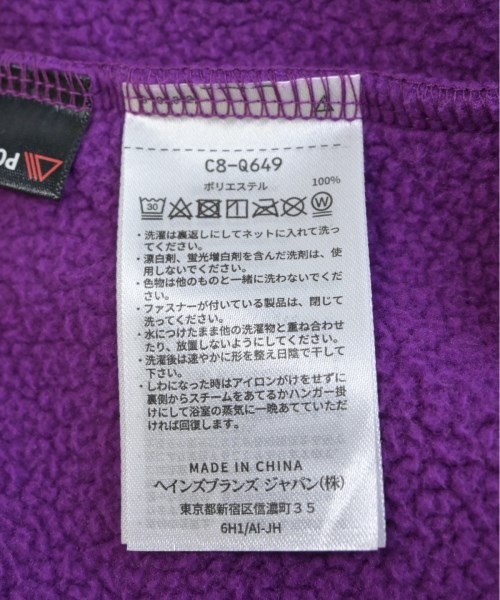 PO
C8-Q649
ポリエステル 100%
30 W
・洗濯は裏返しにしてネットに入れて洗っ
てください。
・漂白剤、蛍光増白剤を含んだ洗剤は、使
用しないでください。
・色物は他のものと一緒に洗わないでくだ
さい。
・ファスナーが付いている製品は、閉じて
洗ってください。
・水につけたまま他の洗濯物と重ね合わせ
たり、放置しないようにしてください。
・洗濯後は速やかに形を整え日陰で干して
下さい。
・しわになった時はアイロンがけをせずに
裏側からスチームをあてるかハンガー掛
けにして浴室の蒸気に一晩あてていただ
ければ回復します。
MADE IN CHINA
ヘインズブランズ ジャパン(株)
東京都新宿区信濃町３５
6H1/AI-JH